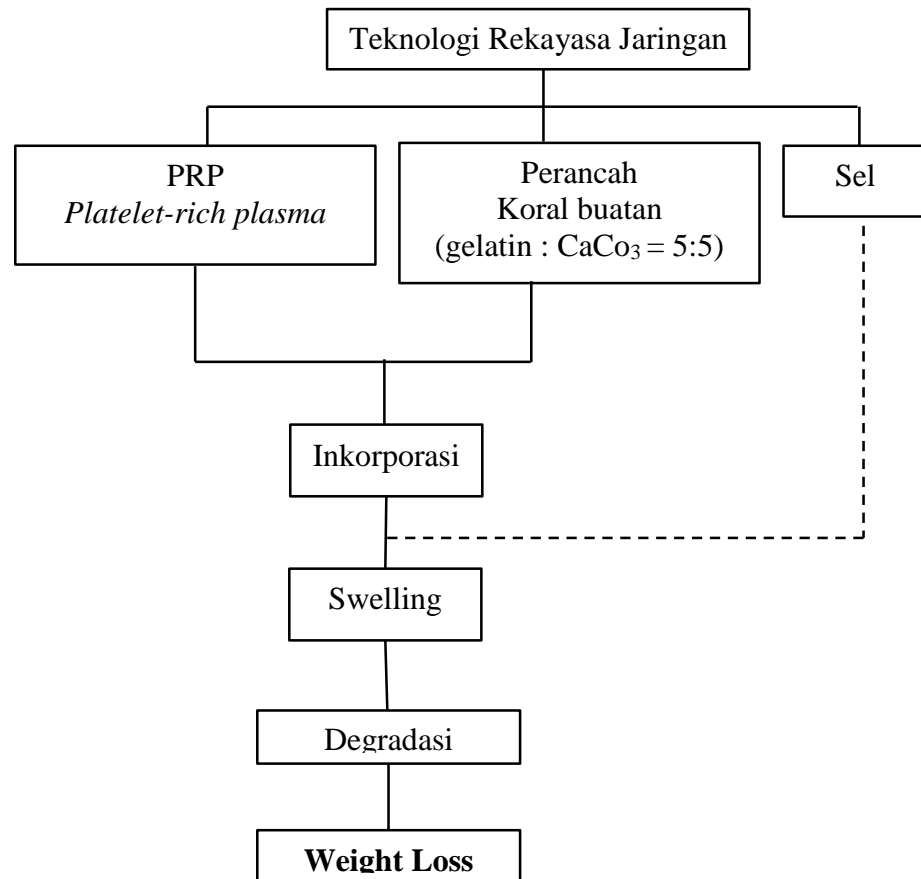 Teknologi Rekayasa Jaringan
PRP
Platelet-rich plasma
Perancah
Koral buatan
(gelatin : CaCo₃ = 5:5)
Sel
Inkorporasi
Swelling
Degradasi
Weight Loss